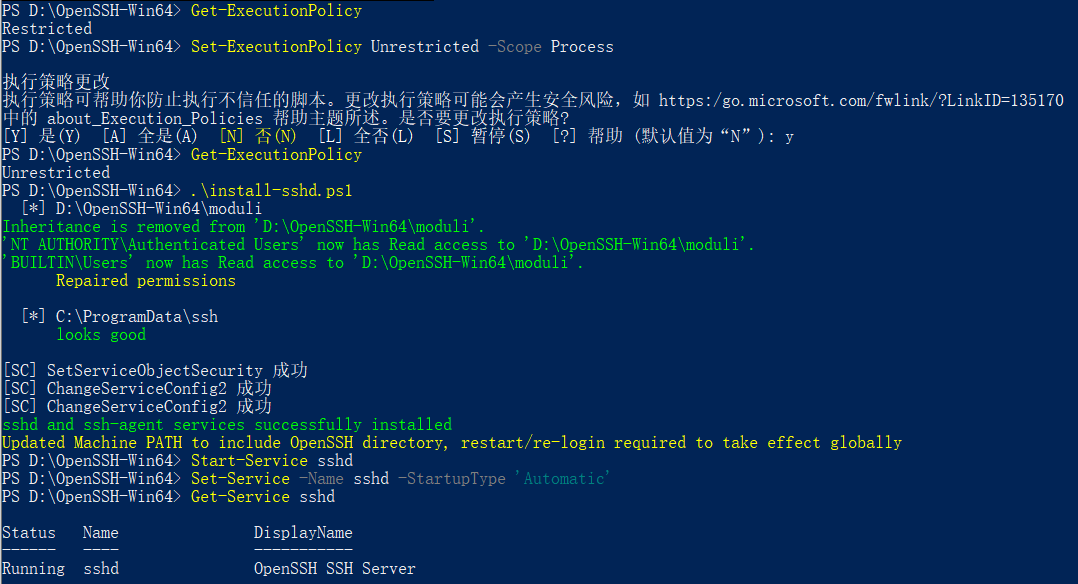 PS D:\OpenSSH-Win64> Get-ExecutionPolicy
Restricted
PS D:\OpenSSH-Win64> Set-ExecutionPolicy Unrestricted -Scope Process
执行策略更改
执行策略可帮助你防止执行不信任的脚本。更改执行策略可能会产生安全风险，如 https:/go.microsoft.com/fwlink/?LinkID=135170
中的 about_Execution_Policies 帮助主题所述。是否要更改执行策略?
[Y] 是(Y)  [A] 全是(A)  [N] 否(N)  [L] 全否(L)  [S] 暂停(S)  [?] 帮助 (默认值为“N”): y
PS D:\OpenSSH-Win64> Get-ExecutionPolicy
Unrestricted
PS D:\OpenSSH-Win64> .\install-sshd.ps1
[*] D:\OpenSSH-Win64\moduli
Inheritance is removed from 'D:\OpenSSH-Win64\moduli'.
'NT AUTHORITY\Authenticated Users' now has Read access to 'D:\OpenSSH-Win64\moduli'.
'BUILTIN\Users' now has Read access to 'D:\OpenSSH-Win64\moduli'.
Repaired permissions
[*] C:\ProgramData\ssh
looks good
[SC] SetServiceObjectSecurity 成功
[SC] ChangeServiceConfig2 成功
[SC] ChangeServiceConfig2 成功
sshd and ssh-agent services successfully installed
Updated Machine PATH to include OpenSSH directory, restart/re-login required to take effect globally
PS D:\OpenSSH-Win64> Start-Service sshd
PS D:\OpenSSH-Win64> Set-Service -Name sshd -StartupType 'Automatic'
PS D:\OpenSSH-Win64> Get-Service sshd
Status   Name               DisplayName
------   ----               -----------
Running  sshd               OpenSSH SSH Server